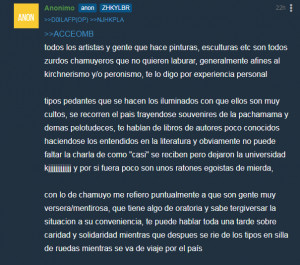 ANON
Anonimo anon ZHKYLBR 22h
>>DGILAFP(OP) >>NJHKPLA
>>ACCEOMB
todos los artistas y gente que hace pinturas, esculturas etc son todos
zurdos chamuyeros que no quieren laburar, generalmente afines al
kirchnerismo y/o peronismo, te lo digo por experiencia personal
tipos pedantes que se hacen los iluminados con que ellos son muy
cultos, se recorren el pais frayendose souvenires de la pachamama y
demas pelotudeces, te hablan de libros de autores poco conocidos
haciendose los entendidos en la literatura y obviamente no puede
faltar la charla de como "casi" se reciben pero dejaron la universidad
kjjjjjjjjjjjj y por si fuera poco son unos ratones egoistas de mierda,
con lo de chamuyo me refiero puntualmente a que son gente muy
versera/mentirosa, que tiene algo de oratoria y sabe tergiversar la
situacion a su conveniencia, te puede hablar toda una tarde sobre
caridad y solidaridad mientras que despues se rie de los tipos en silla
de ruedas mientras se va de viaje por el país